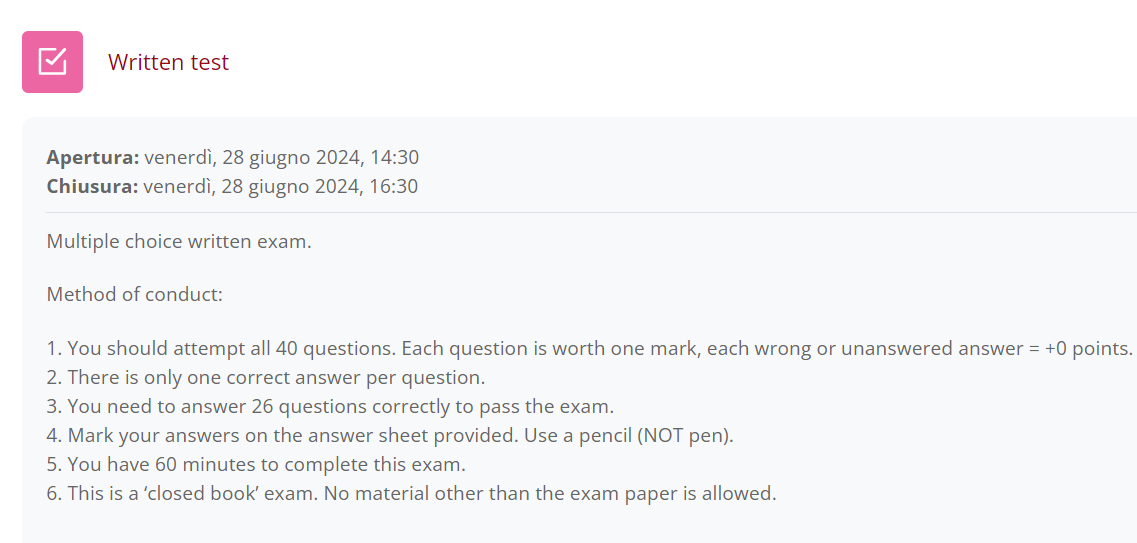 Written test
Apertura: venerdì, 28 giugno 2024, 14:30
Chiusura: venerdì, 28 giugno 2024, 16:30
Multiple choice written exam.
Method of conduct:
1. You should attempt all 40 questions. Each question is worth one mark, each wrong or unanswered answer = +0 points.
2. There is only one correct answer per question.
3. You need to answer 26 questions correctly to pass the exam.
4. Mark your answers on the answer sheet provided. Use a pencil (NOT pen).
5. You have 60 minutes to complete this exam.
6. This is a ‘closed book’ exam. No material other than the exam paper is allowed.